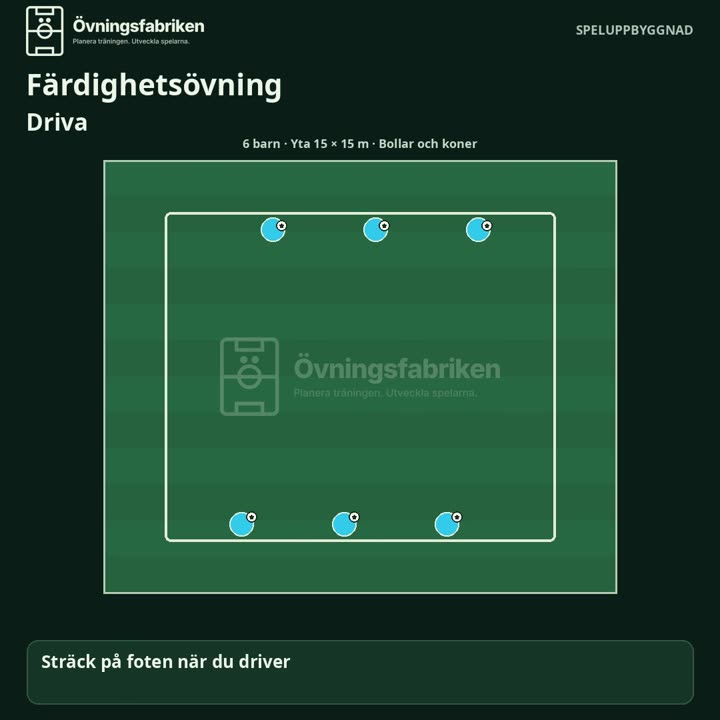 Övningsfabriken
Planera träningen. Utveckla spelarna.
SPELUPPBYGGNAD
Färdighetsövning
Driva
6 barn · Yta 15 × 15 m · Bollar och koner
Övningsfabriken
Planera träningen. Utveckla spelarna.
Sträck på foten när du driver